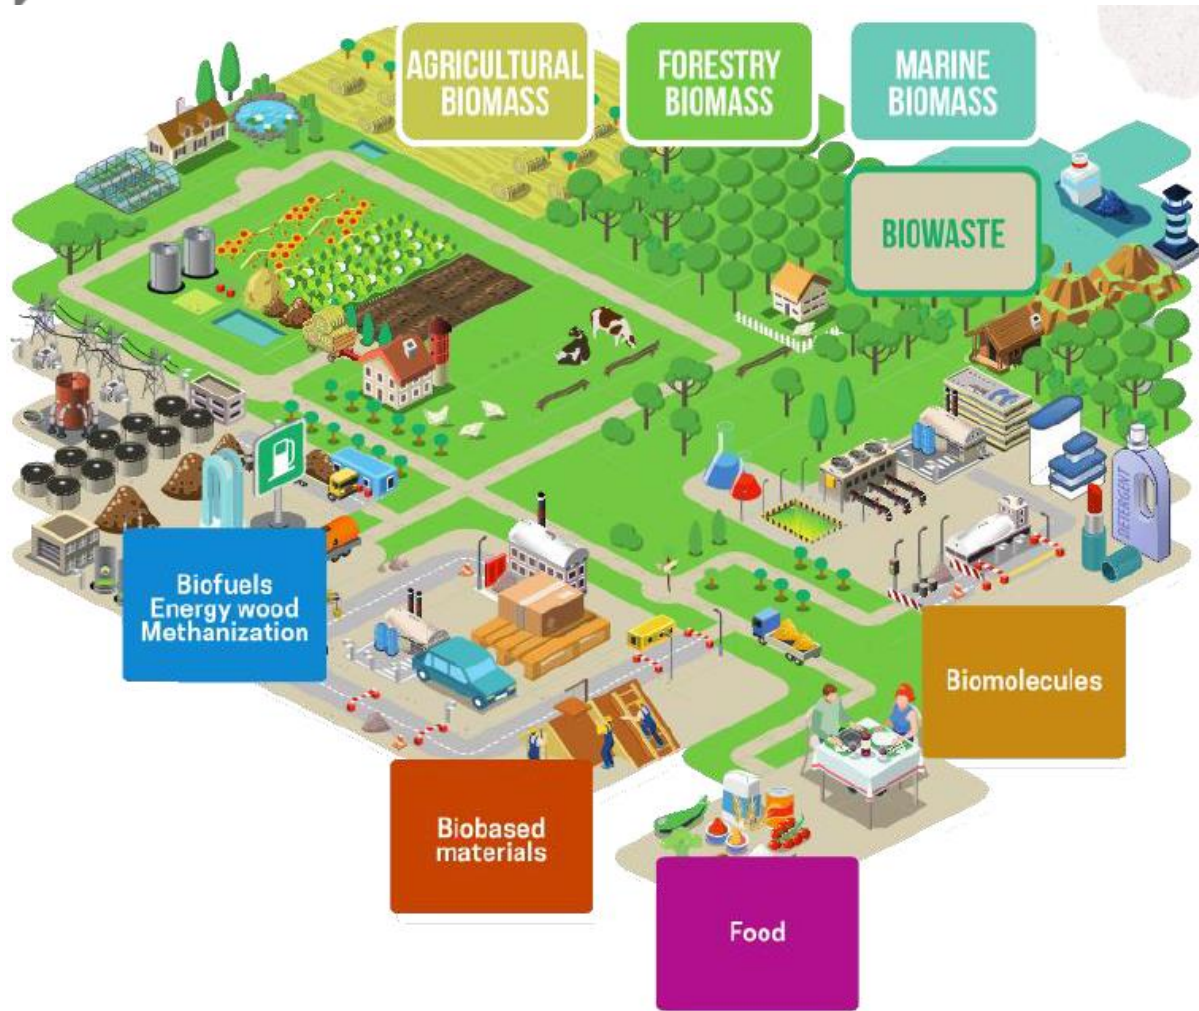 AGRICULTURAL
BIOMASS
FORESTRY
BIOMASS
MARINE
BIOMASS
BIOWASTE
DETERGENT
Biofuels
Energy wood
Methanization
Biomolecules
Biobased
materials
Food